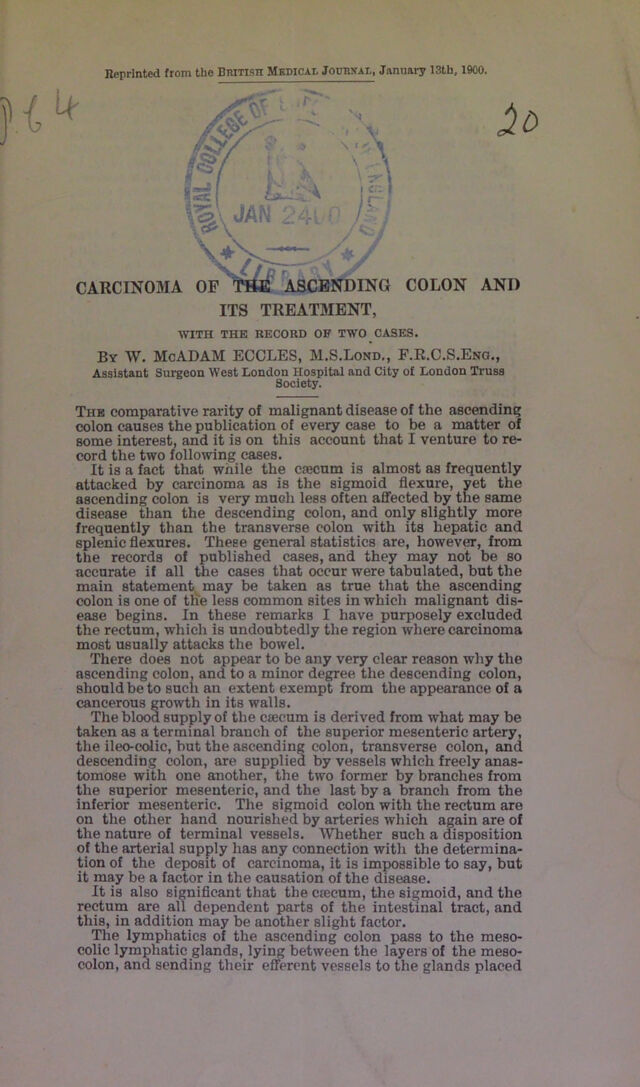 Reprinted from the BRITISH MEDICAL JOURNAL, January 13th, 1900.
20
ROYAL COLLEGE OF ENGLAND
JAN 24 00
LIBRARY
CARCINOMA OF THE ASCENDING COLON AND
ITS TREATMENT,
WITH THE RECORD OF TWO CASES.
BY W. McADAM ECCLES, M.S.LOND., F.R.C.S.ENG.,
Assistant Surgeon West London Hospital and City of London Truss
Society.
THE comparative rarity of malignant disease of the ascending
colon causes the publication of every case to be a matter of
some interest, and it is on this account that I venture to re-
cord the two following cases.
It is a fact that while the cæcum is almost as frequently
attacked by carcinoma as is the sigmoid flexure, yet the
ascending colon is very much less often affected by the same
disease than the descending colon, and only slightly more
frequently than the transverse colon with its hepatic and
splenic flexures. These general statistics are, however, from
the records of published cases, and they may not be so
accurate if all the cases that occur were tabulated, but the
main statement may be taken as true that the ascending
colon is one of the less common sites in which malignant dis-
ease begins. In these remarks I have purposely excluded
the rectum, which is undoubtedly the region where carcinoma
most usually attacks the bowel.
There does not appear to be any very clear reason why the
ascending colon, and to a minor degree the descending colon,
should be to such an extent exempt from the appearance of a
cancerous growth in its walls.
The blood supply of the cæcum is derived from what may be
taken as a terminal branch of the superior mesenteric artery,
the ileo-colic, but the ascending colon, transverse colon, and
descending colon, are supplied by vessels which freely anas-
tomose with one another, the two former by branches from
the superior mesenteric, and the last by a branch from the
inferior mesenteric. The sigmoid colon with the rectum are
on the other hand nourished by arteries which again are of
the nature of terminal vessels. Whether such a disposition
of the arterial supply has any connection with the determina-
tion of the deposit of carcinoma, it is impossible to say, but
it may be a factor in the causation of the disease.
It is also significant that the cæcum, the sigmoid, and the
rectum are all dependent parts of the intestinal tract, and
this, in addition may be another slight factor.
The lymphatics of the ascending colon pass to the meso-
colic lymphatic glands, lying between the layers of the meso-
colon, and sending their efferent vessels to the glands placed